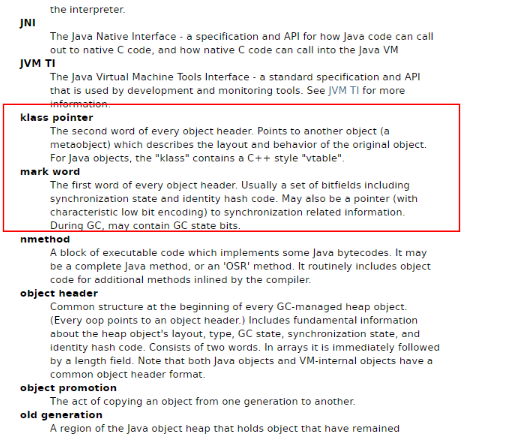 the interpreter.
JNI
The Java Native Interface - a specification and API for how Java code can call
out to native C code, and how native C code can call into the Java VM
JVM TI
The Java Virtual Machine Tools Interface - a standard specification and API
that is used by development and monitoring tools. See JVM TI for more
information.
klass pointer
The second word of every object header. Points to another object (a
metaobject) which describes the layout and behavior of the original object.
For Java objects, the "klass" contains a C++ style "vtable".
mark word
The first word of every object header. Usually a set of bitfields including
synchronization state and identity hash code. May also be a pointer (with
characteristic low bit encoding) to synchronization related information.
During GC, may contain GC state bits.
nmethod
A block of executable code which implements some Java bytecodes. It may
be a complete Java method, or an 'OSR' method. It routinely includes object
code for additional methods inlined by the compiler.
object header
Common structure at the beginning of every GC-managed heap object.
(Every oop points to an object header.) Includes fundamental information
about the heap object's layout, type, GC state, synchronization state, and
identity hash code. Consists of two words. In arrays it is immediately followed
by a length field. Note that both Java objects and VM-internal objects have a
common object header format.
object promotion
The act of copying an object from one generation to another.
old generation
A region of the Java object heap that holds object that have remained